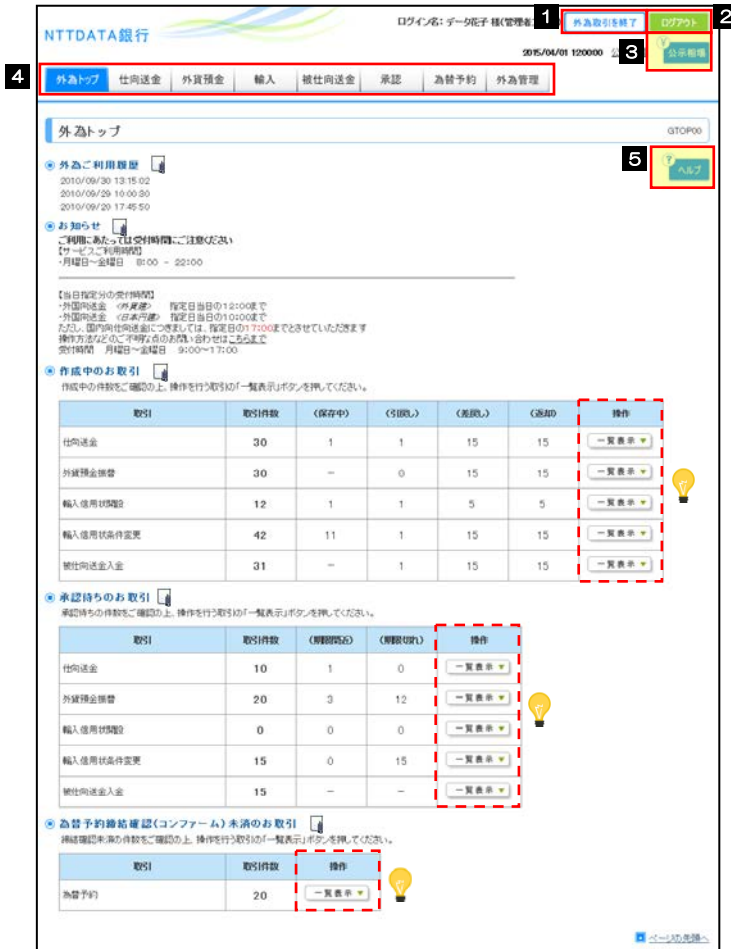 NTTDATA銀行
ログイン名: データ花子 様(管理者
1
外為取引を終了
ログアウト
2
2015/04/01 120000
3
公示相場
4
外為トップ 仕向送金 外貨預金 輸入 被仕向送金 承認 為替予約 外為管理
外為トップ
GTOP00
5
ヘルプ
外為ご利用履歴
2010/09/30 13:15:02
2010/09/29 10:00:30
2010/09/29 17:45:50
お知らせ
ご利用にあたっては受付時間にご注意ください
【サービスご利用時間】
・月曜日～金曜日 8:00 - 22:00
【当日指定分の受付時間】
・外国向送金 <外貨建> 指定日当日の12:00まで
・外国向送金 <日本円建> 指定日当日の10:00まで
ただし、国内向仕向送金につきましては、指定日の17:00までとさせていただきます
操作方法などのご不明な点のお問い合わせはこちらまで
受付時間 月曜日～金曜日 9:00～17:00
作成中のお取引
作成中の件数をご確認の上、操作を行う取引の「一覧表示」ボタンを押してください。
取引 取引件数 (保存中) (引戻し) (差戻し) (返却) 操作
仕向送金 30 1 1 15 15 一覧表示
外貨預金振替 30 - 0 15 15 一覧表示
輸入信用状開設 12 1 1 5 5 一覧表示
輸入信用状条件変更 42 11 1 15 15 一覧表示
被仕向送金入金 31 - 1 15 15 一覧表示
承認待ちのお取引
承認待ちの件数をご確認の上、操作を行う取引の「一覧表示」ボタンを押してください。
取引 取引件数 (期限間近) (期限切れ) 操作
仕向送金 10 1 0 一覧表示
外貨預金振替 20 3 12 一覧表示
輸入信用状開設 0 0 0 一覧表示
輸入信用状条件変更 15 0 15 一覧表示
被仕向送金入金 15 - - 一覧表示
為替予約締結確認(コンファーム)未済のお取引
締結確認未済の件数をご確認の上、操作を行う取引の「一覧表示」ボタンを押してください。
取引 取引件数 操作
為替予約 20 一覧表示
ページの先頭へ